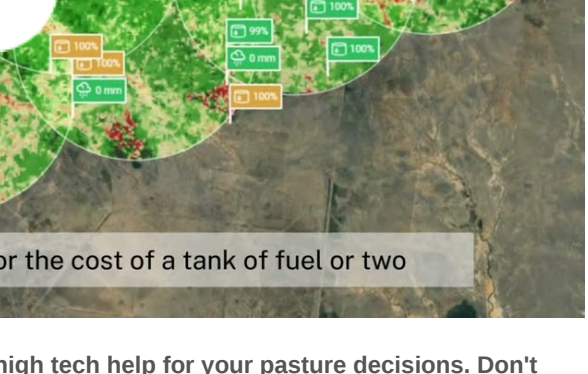 100%
99%
100%
100%
0 mm
100%
0 mm
100%
or the cost of a tank of fuel or two
high tech help for your pasture decisions. Don't